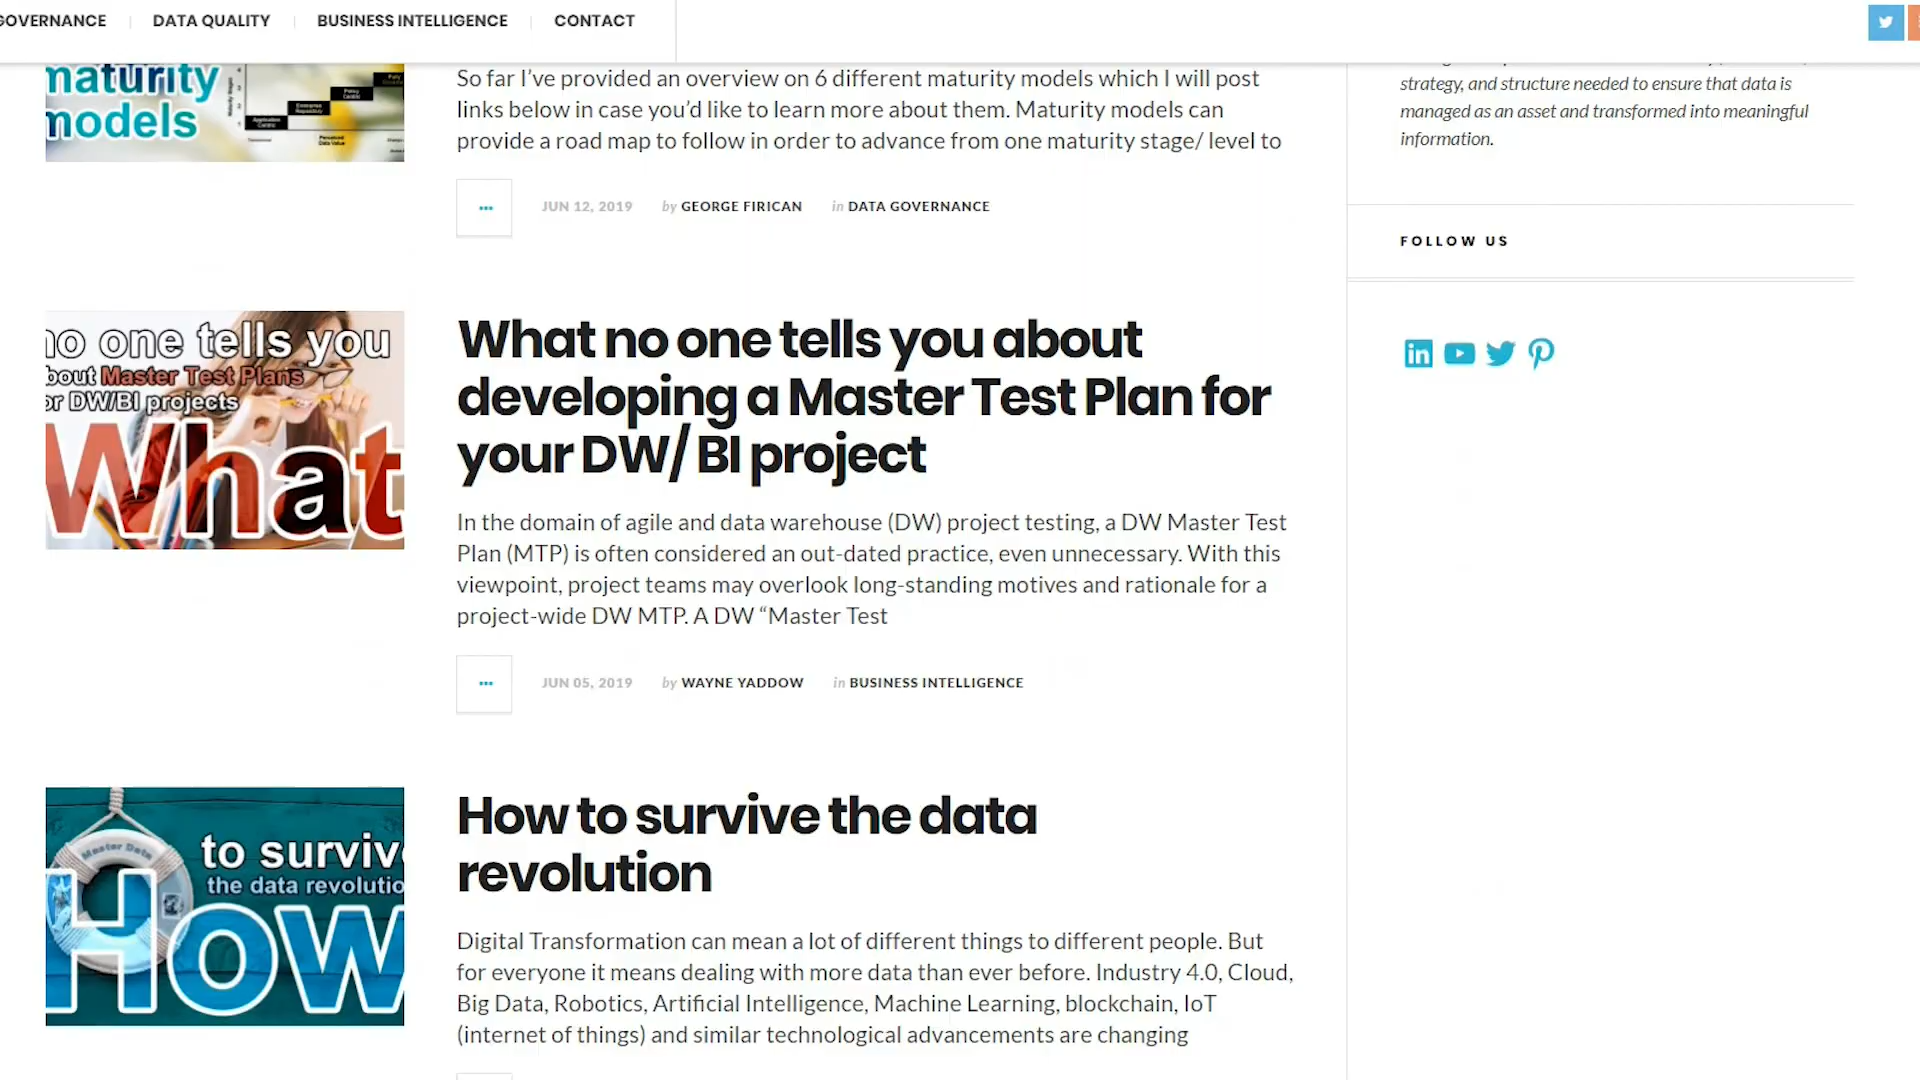 GOVERNANCE
DATA QUALITY
BUSINESS INTELLIGENCE
CONTACT
maturity
models
So far I've provided an overview on 6 different maturity models which I will post
links below in case you'd like to learn more about them. Maturity models can
provide a road map to follow in order to advance from one maturity stage/ level to
... JUN 12, 2019 by GEORGE FIRICAN in DATA GOVERNANCE
no one tells you
bout Master Test Plans
or DW/BI projects
What
What no one tells you about
developing a Master Test Plan for
your DW/ BI project
In the domain of agile and data warehouse (DW) project testing, a DW Master Test
Plan (MTP) is often considered an out-dated practice, even unnecessary. With this
viewpoint, project teams may overlook long-standing motives and rationale for a
project-wide DW MTP. A DW “Master Test
... JUN 05, 2019 by WAYNE YADDOW in BUSINESS INTELLIGENCE
Master Data
to surviv
the data revolutio
How
How to survive the data
revolution
Digital Transformation can mean a lot of different things to different people. But
for everyone it means dealing with more data than ever before. Industry 4.0, Cloud,
Big Data, Robotics, Artificial Intelligence, Machine Learning, blockchain, IoT
(internet of things) and similar technological advancements are changing
strategy, and structure needed to ensure that data is
managed as an asset and transformed into meaningful
information.
FOLLOW US
in